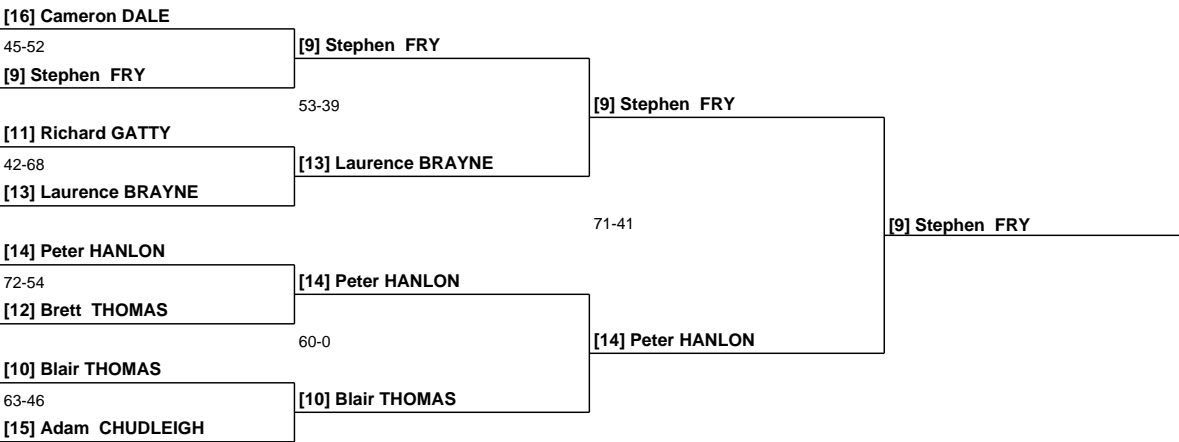 [16] Cameron DALE
45-52
[9] Stephen FRY
[9] Stephen FRY
53-39
[9] Stephen FRY
[11] Richard GATTY
42-68
[13] Laurence BRAYNE
[13] Laurence BRAYNE
71-41
[9] Stephen FRY
[14] Peter HANLON
72-54
[14] Peter HANLON
[12] Brett THOMAS
60-0
[14] Peter HANLON
[10] Blair THOMAS
63-46
[10] Blair THOMAS
[15] Adam CHUDLEIGH